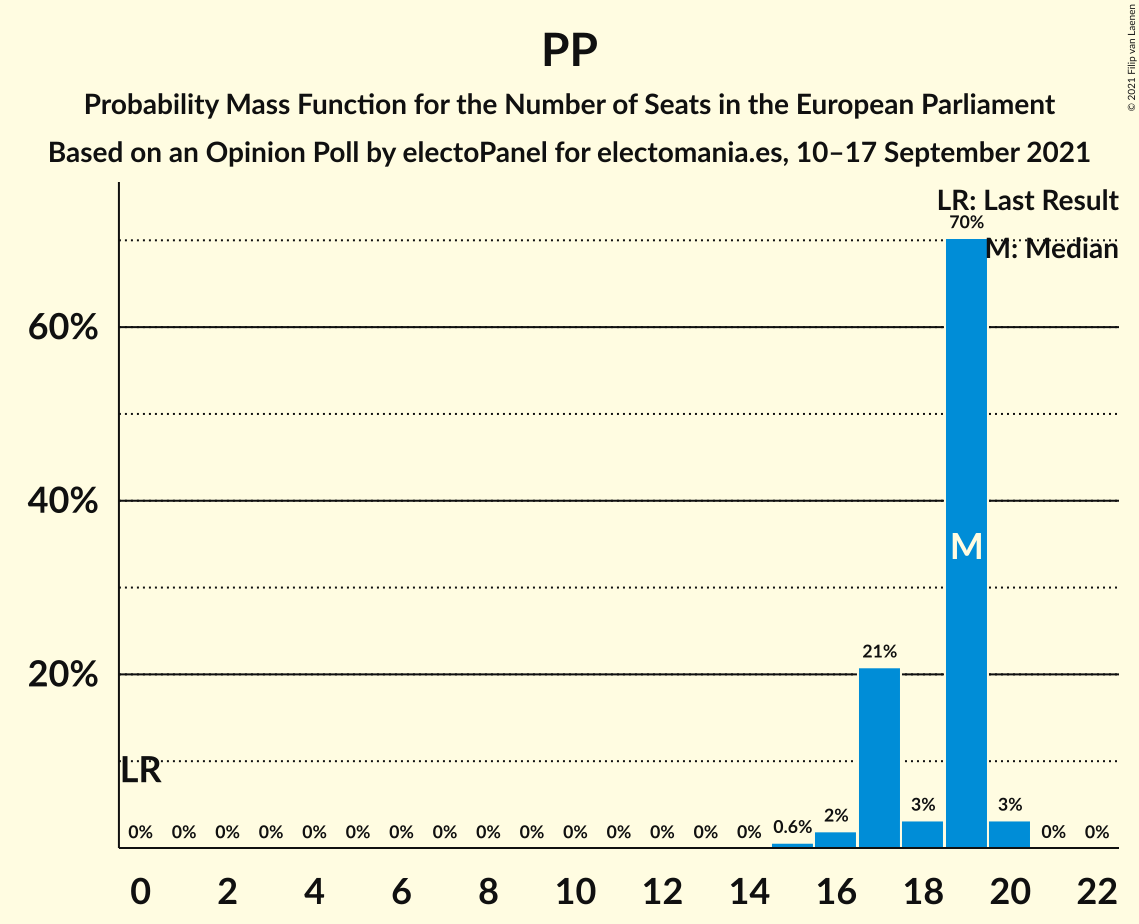 PP
Probability Mass Function for the Number of Seats in the European Parliament
Based on an Opinion Poll by electoPanel for electomania.es, 10–17 September 2021
© 2021 Filip van Laenen
LR: Last Result
M: Median
70%
60%
40%
M
21%
20%
LR
0% 0% 0% 0% 0% 0% 0% 0% 0% 0% 0% 0% 0% 0% 0% 0.6% 2% 3% 3% 0% 0%
0 2 4 6 8 10 12 14 16 18 20 22